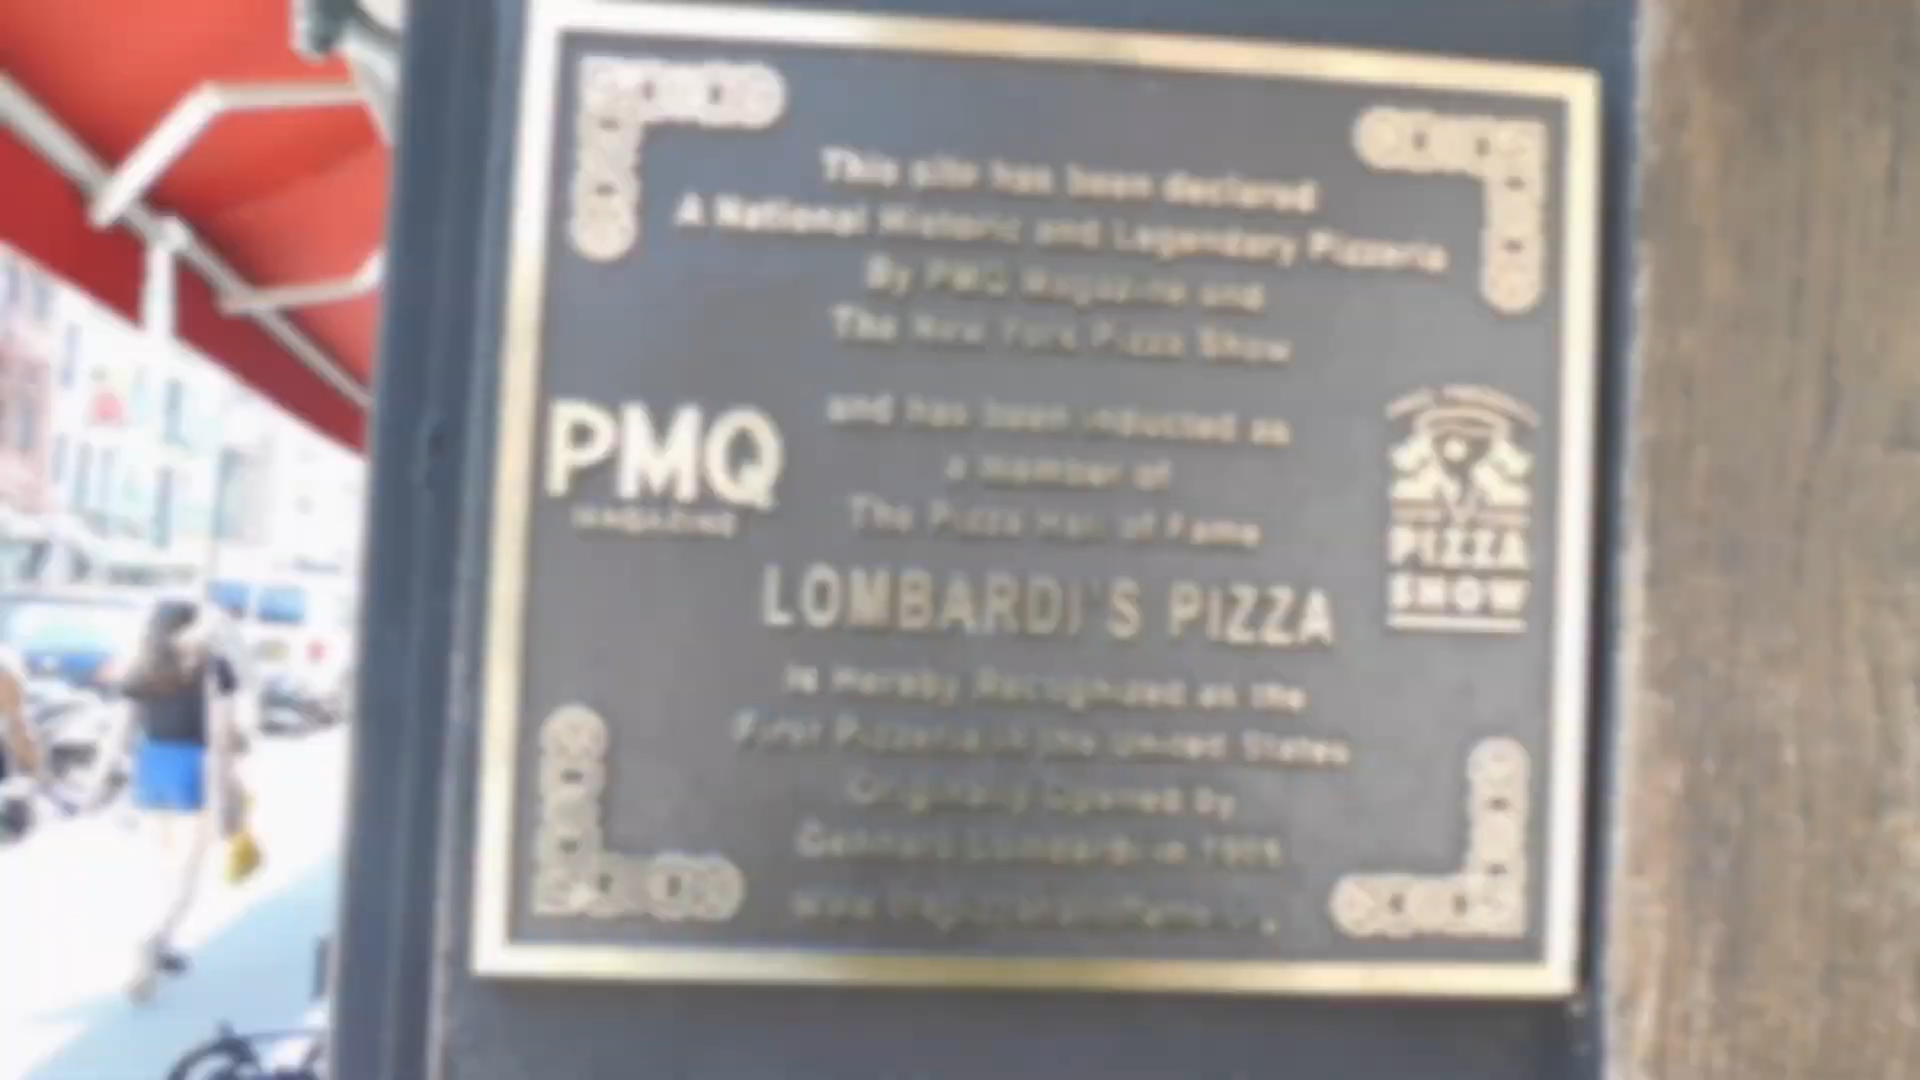 This site has been declared
A National Historic and Legendary Pizzeria
By PMQ Magazine and
The New York Pizza Show
and has been inducted as
a member of
The Pizza Hall of Fame
PMQ
MAGAZINE
PIZZA
SHOW
LOMBARDI'S PIZZA
is Hereby Recognized as the
First Pizzeria in the United States
Originally Opened by
Gennaro Lombardi in 1905